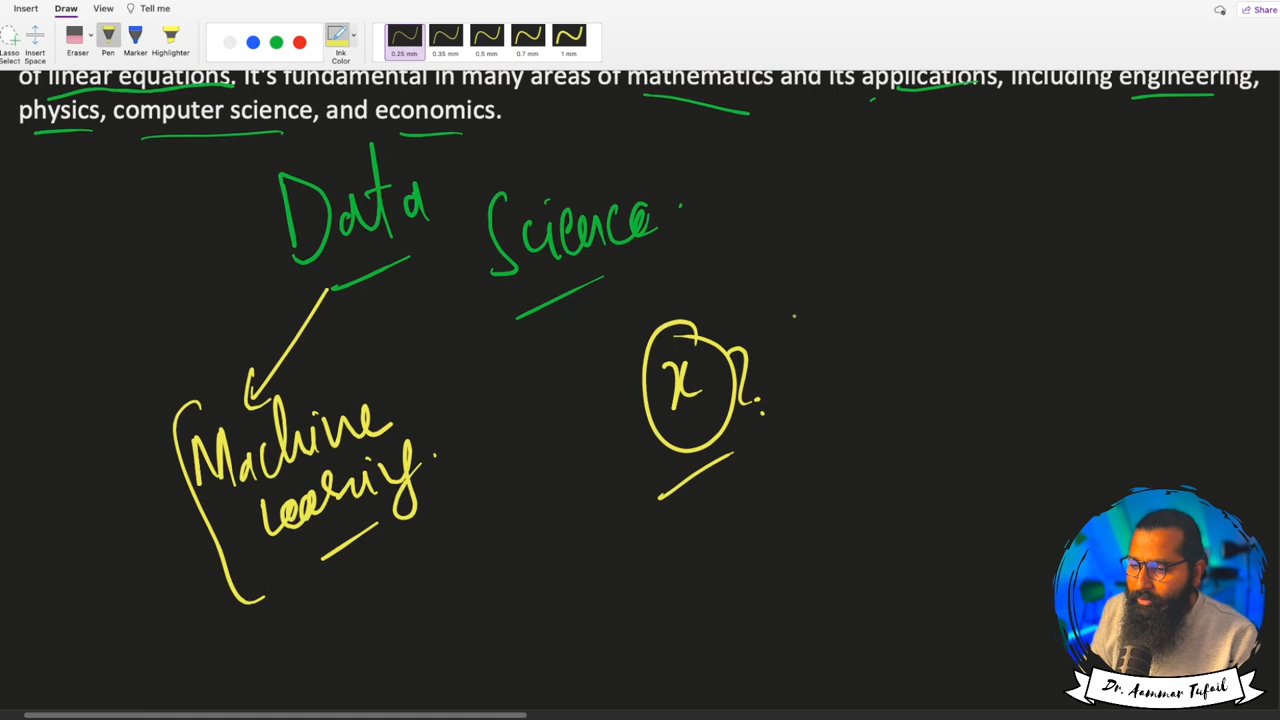 Insert Draw View Tell me
Share
Lasso Select
Insert Space
Eraser
Pen
Marker
Highlighter
Ink Color
0.25 mm
0.35 mm
0.5 mm
0.7 mm
1 mm
of linear equations. It's fundamental in many areas of mathematics and its applications, including engineering,
physics, computer science, and economics.
Data Science
x?
Machine
Learning
Dr. Aammar Tufail